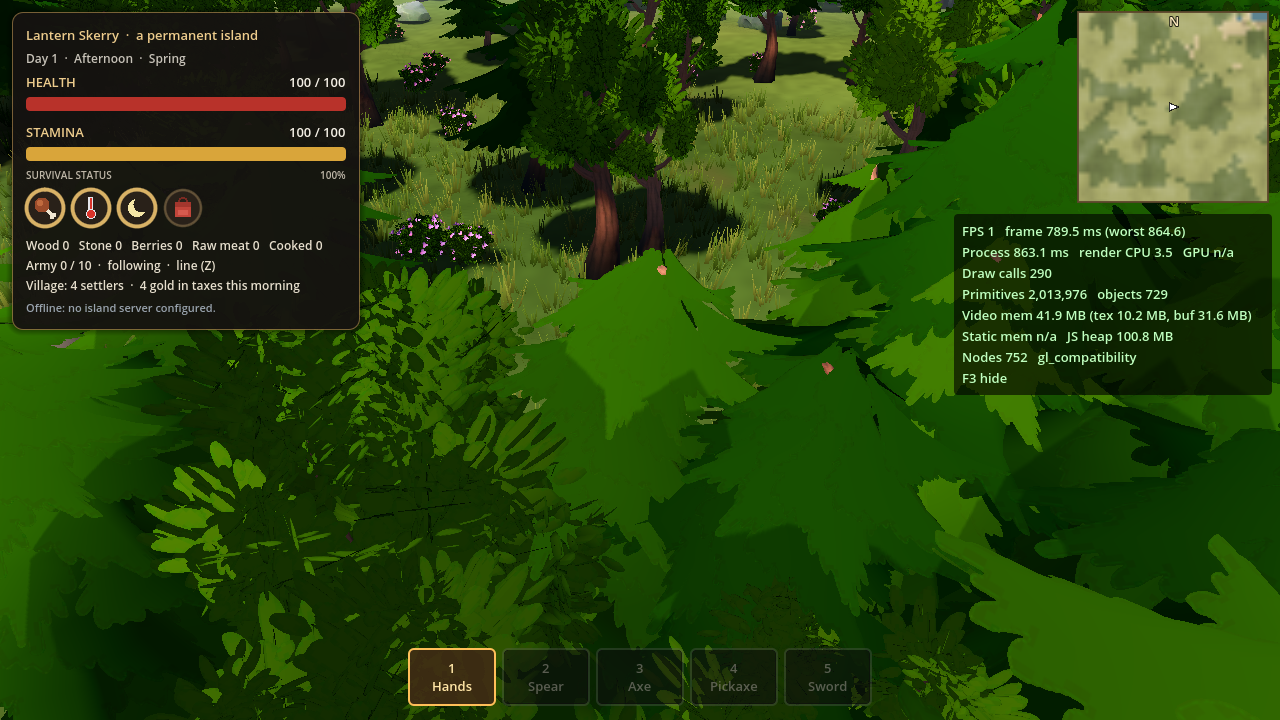 Lantern Skerry · a permanent island
Day 1 · Afternoon · Spring
HEALTH 100 / 100
STAMINA 100 / 100
SURVIVAL STATUS 100%
Wood 0 Stone 0 Berries 0 Raw meat 0 Cooked 0
Army 0 / 10 · following · line (Z)
Village: 4 settlers · 4 gold in taxes this morning
Offline: no island server configured.
N
FPS 1 frame 789.5 ms (worst 864.6)
Process 863.1 ms render CPU 3.5 GPU n/a
Draw calls 290
Primitives 2,013,976 objects 729
Video mem 41.9 MB (tex 10.2 MB, buf 31.6 MB)
Static mem n/a JS heap 100.8 MB
Nodes 752 gl_compatibility
F3 hide
1 2 3 4 5
Hands Spear Axe Pickaxe Sword